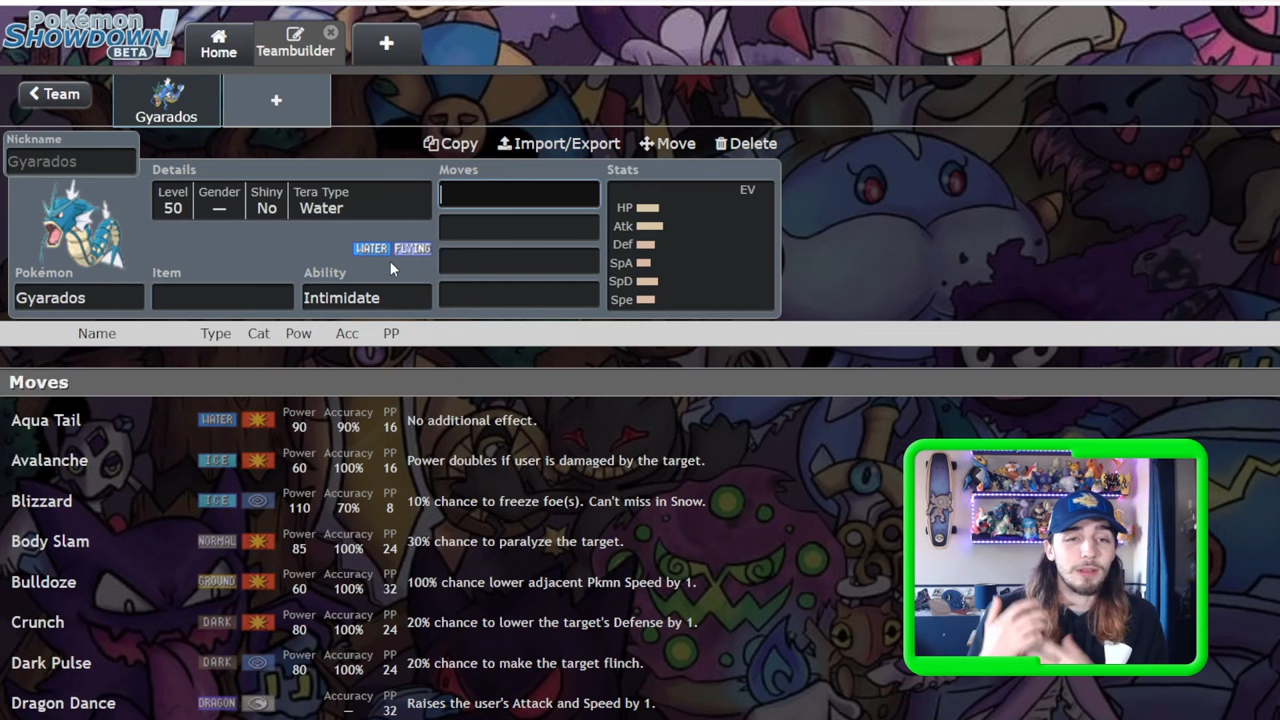 Pokémon
SHOWDOWN!
BETA
Home
Teambuilder
+
Team
Gyarados
+
Nickname
Gyarados
Copy
Import/Export
Move
Delete
Details
Moves
Stats
Level
50
Gender
—
Shiny
No
Tera Type
Water
EV
HP
Atk
Def
SpA
SpD
Spe
WATER FLYING
Pokémon
Gyarados
Item
Ability
Intimidate
Name Type Cat Pow Acc PP
Moves
Aqua Tail WATER Power 90 Accuracy 90% PP 16 No additional effect.
Avalanche ICE Power 60 Accuracy 100% PP 16 Power doubles if user is damaged by the target.
Blizzard ICE Power 110 Accuracy 70% PP 8 10% chance to freeze foe(s). Can't miss in Snow.
Body Slam NORMAL Power 85 Accuracy 100% PP 24 30% chance to paralyze the target.
Bulldoze GROUND Power 60 Accuracy 100% PP 32 100% chance lower adjacent Pkmn Speed by 1.
Crunch DARK Power 80 Accuracy 100% PP 24 20% chance to lower the target's Defense by 1.
Dark Pulse DARK Power 80 Accuracy 100% PP 24 20% chance to make the target flinch.
Dragon Dance DRAGON Accuracy — PP 32 Raises the user's Attack and Speed by 1.